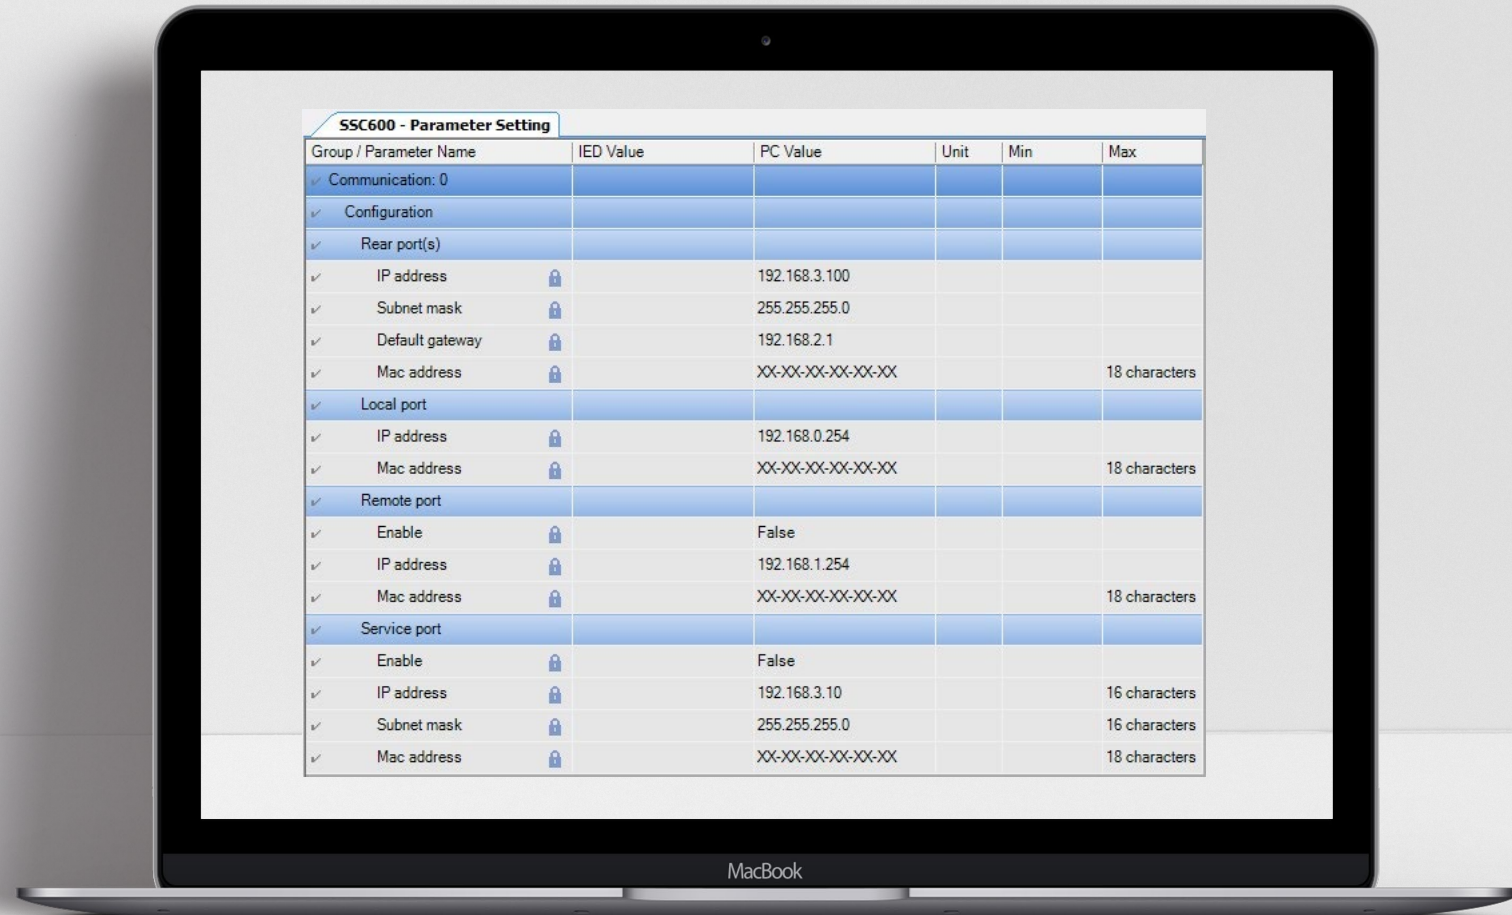 SSC600 - Parameter Setting
Group / Parameter Name IED Value PC Value Unit Min Max
Communication: 0
Configuration
Rear port(s)
IP address 192.168.3.100
Subnet mask 255.255.255.0
Default gateway 192.168.2.1
Mac address XX-XX-XX-XX-XX-XX 18 characters
Local port
IP address 192.168.0.254
Mac address XX-XX-XX-XX-XX-XX 18 characters
Remote port
Enable False
IP address 192.168.1.254
Mac address XX-XX-XX-XX-XX-XX 18 characters
Service port
Enable False
IP address 192.168.3.10 16 characters
Subnet mask 255.255.255.0 16 characters
Mac address XX-XX-XX-XX-XX-XX 18 characters
MacBook